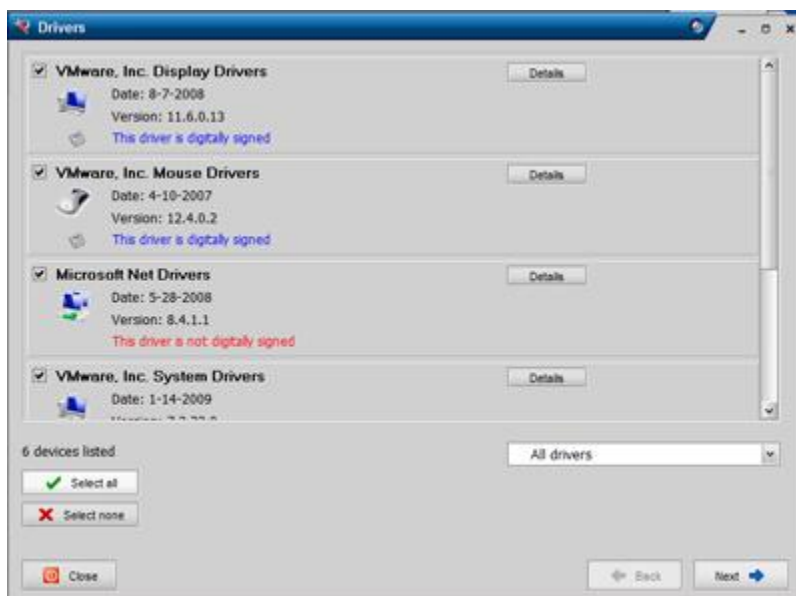 Drivers
VMware, Inc. Display Drivers
Details
Date: 8-7-2008
Version: 11.6.0.13
This driver is digitally signed
VMware, Inc. Mouse Drivers
Details
Date: 4-10-2007
Version: 12.4.0.2
This driver is digitally signed
Microsoft Net Drivers
Details
Date: 5-28-2008
Version: 8.4.1.1
This driver is not digitally signed
VMware, Inc. System Drivers
Details
Date: 1-14-2009
6 devices listed
All drivers
Select all
Select none
Close
Back
Next